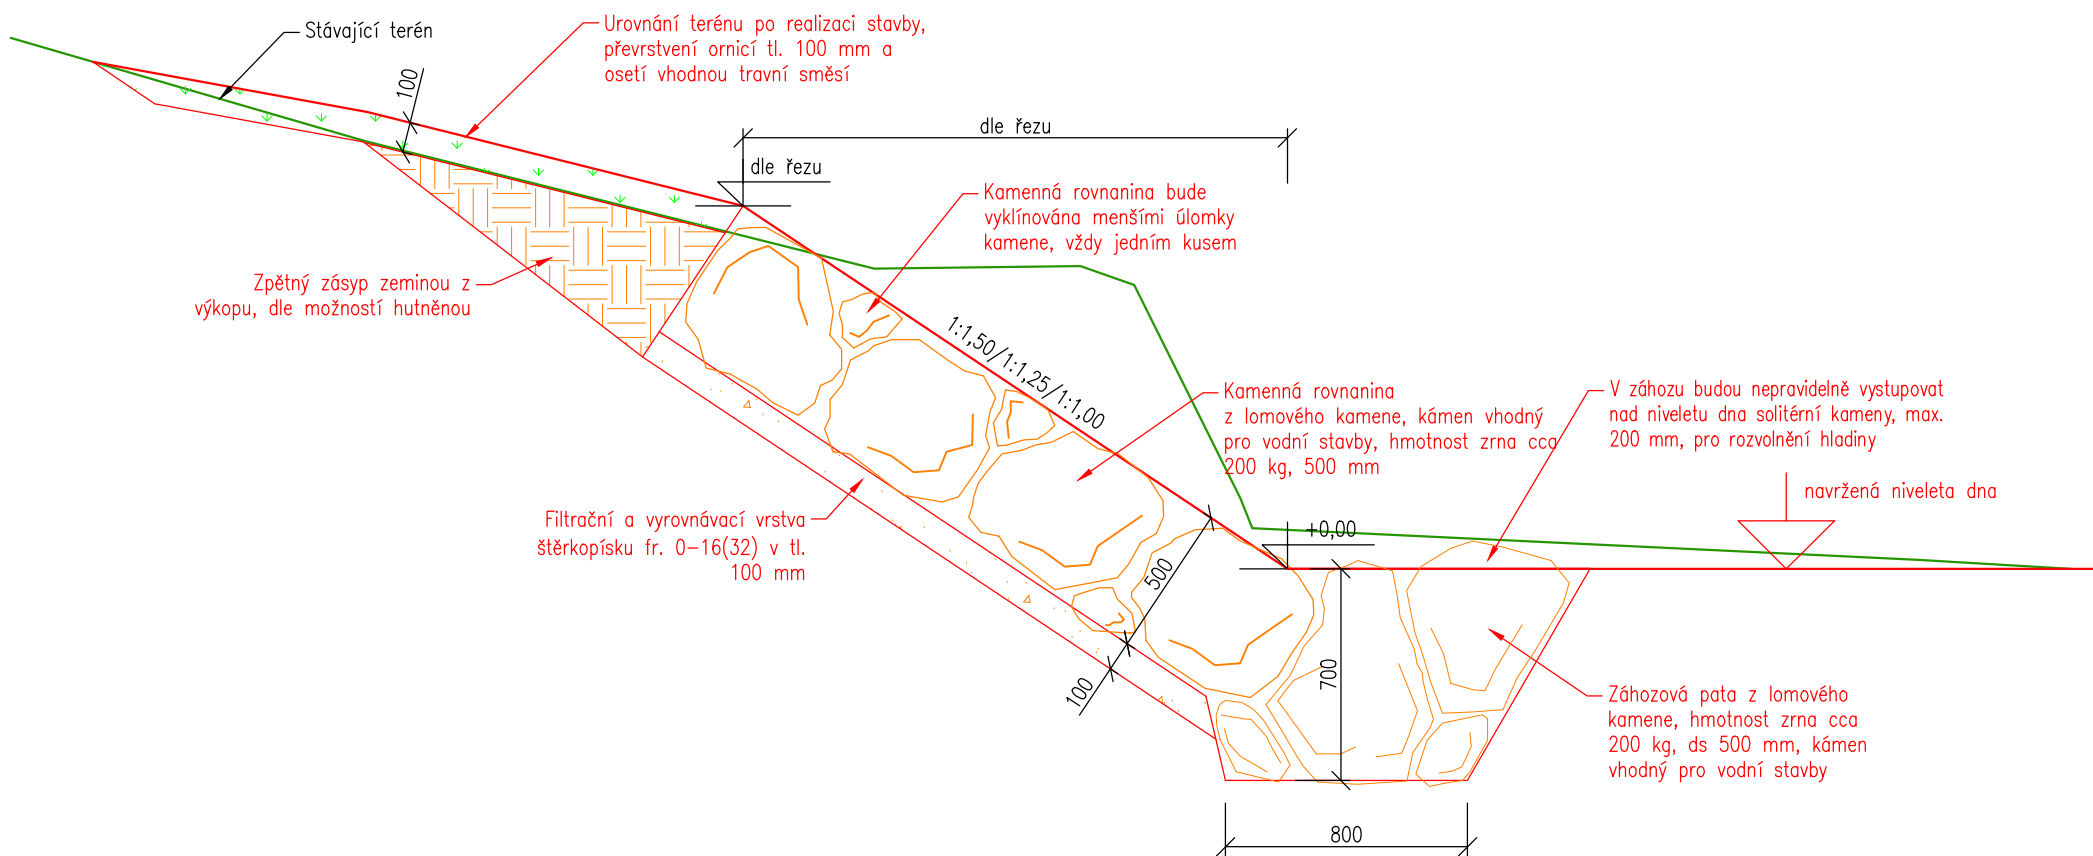 Stávající terén
Urovnání terénu po realizaci stavby,
převrstvení ornicí tl. 100 mm a
osetí vhodnou travní směsí
100
dle řezu
dle řezu
Kamenná rovnanina bude
vyklínována menšími úlomky
kamene, vždy jedním kusem
Zpětný zásyp zeminou z
výkopu, dle možností hutněnou
1:1,50/1:1,25/1:1,00
Kamenná rovnanina
z lomového kamene, kámen vhodný
pro vodní stavby, hmotnost zrna cca
200 kg, 500 mm
V záhozu budou nepravidelně vystupovat
nad niveletu dna solitérní kameny, max.
200 mm, pro rozvolnění hladiny
navržená niveleta dna
Filtrační a vyrovnávací vrstva
štěrkopísku fr. 0-16(32) v tl.
100 mm
+0,00
500
100
700
Záhozová pata z lomového
kamene, hmotnost zrna cca
200 kg, ds 500 mm, kámen
vhodný pro vodní stavby
800